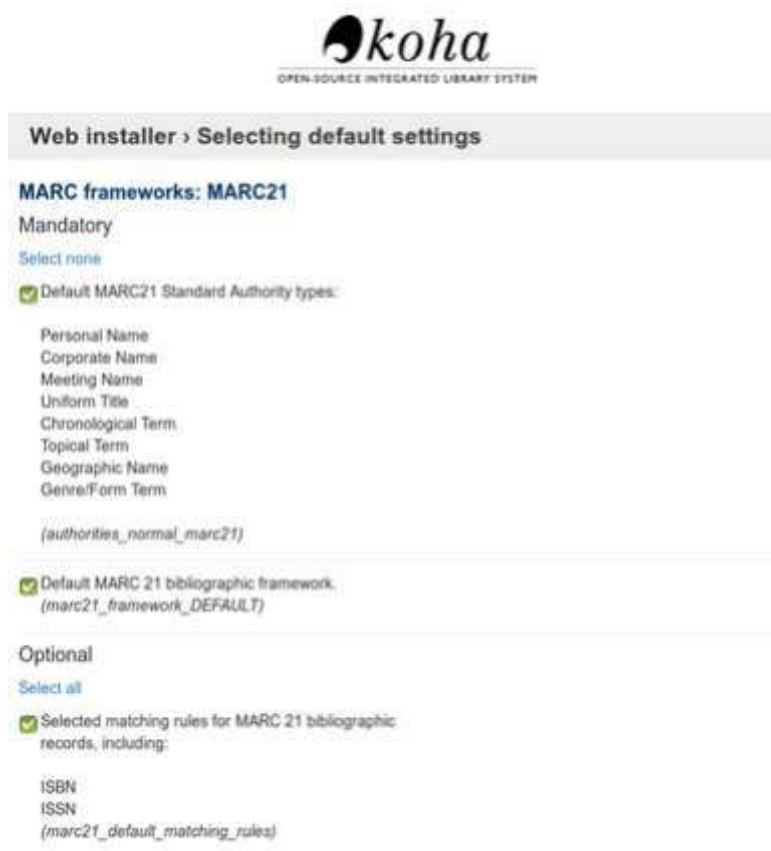 koha
OPEN-SOURCE INTEGRATED LIBRARY SYSTEM
Web installer › Selecting default settings
MARC frameworks: MARC21
Mandatory
Select none
Default MARC21 Standard Authority types:
Personal Name
Corporate Name
Meeting Name
Uniform Title
Chronological Term
Topical Term
Geographic Name
Genre/Form Term
(authorities_normal_marc21)
Default MARC 21 bibliographic framework.
(marc21_framework_DEFAULT)
Optional
Select all
Selected matching rules for MARC 21 bibliographic
records, including:
ISBN
ISSN
(marc21_default_matching_rules)